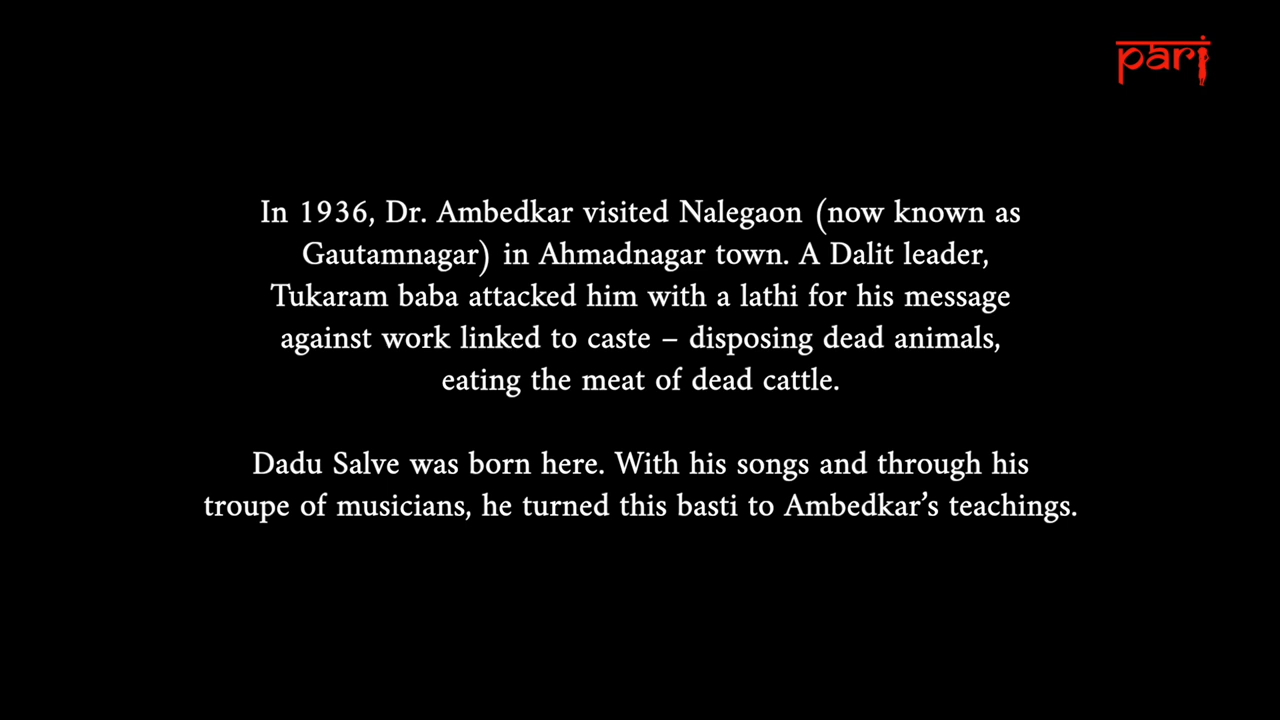 pari
In 1936, Dr. Ambedkar visited Nalegaon (now known as
Gautamnagar) in Ahmadnagar town. A Dalit leader,
Tukaram baba attacked him with a lathi for his message
against work linked to caste – disposing dead animals,
eating the meat of dead cattle.
Dadu Salve was born here. With his songs and through his
troupe of musicians, he turned this basti to Ambedkar’s teachings.